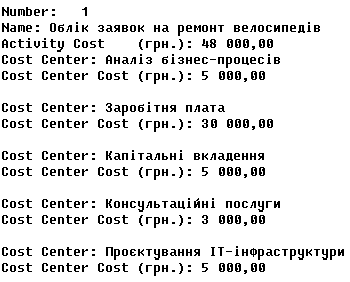 Number:   1
Name: Облік заявок на ремонт велосипедів
Activity Cost    (грн.): 48 000,00
Cost Center: Аналіз бізнес-процесів
Cost Center Cost (грн.): 5 000,00

Cost Center: Заробітня плата
Cost Center Cost (грн.): 30 000,00

Cost Center: Капітальні вкладення
Cost Center Cost (грн.): 5 000,00

Cost Center: Консультаційні послуги
Cost Center Cost (грн.): 3 000,00

Cost Center: Проєктування ІТ-інфраструктури
Cost Center Cost (грн.): 5 000,00